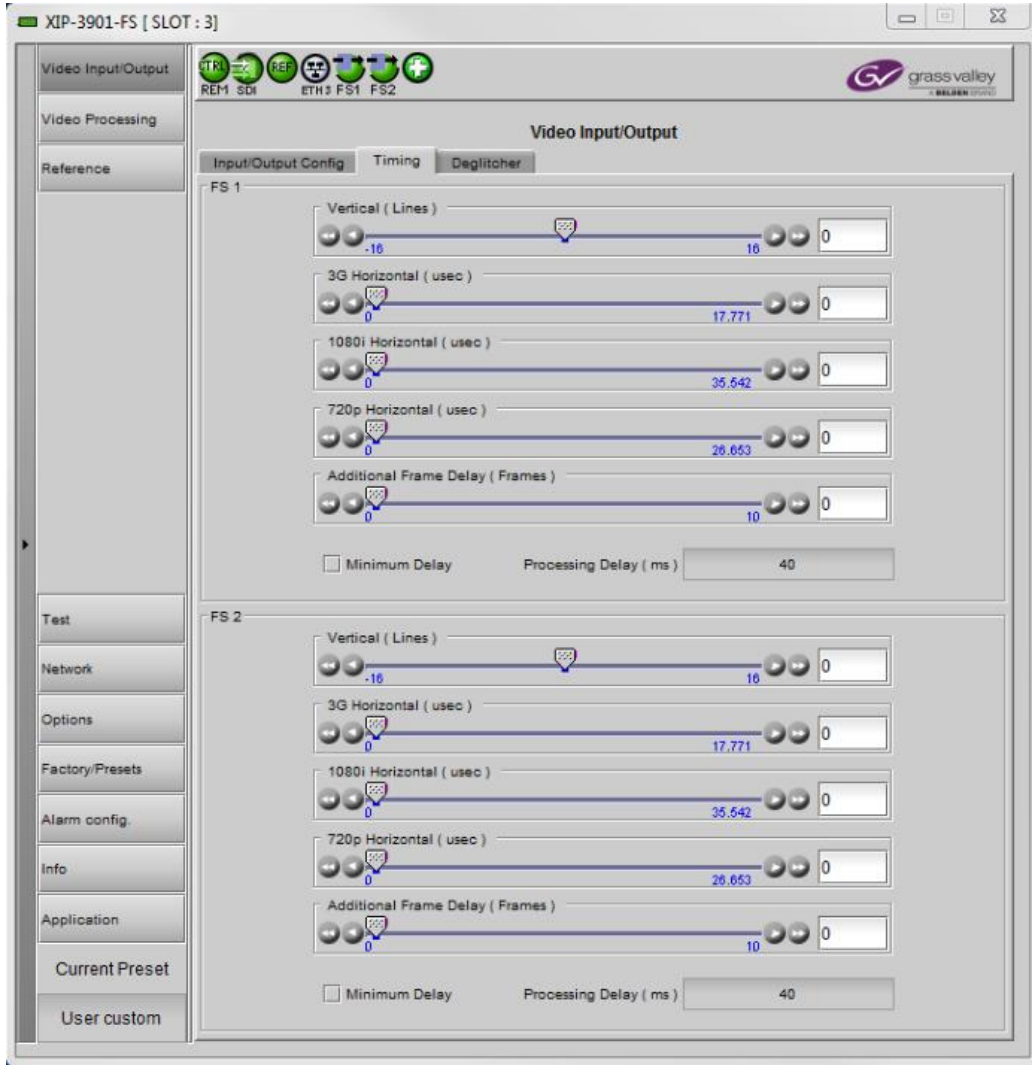 XIP-3901-FS [ SLOT : 3]
Video Input/Output
Video Processing
Reference
Test
Network
Options
Factory/Presets
Alarm config.
Info
Application
Current Preset
User custom
CTRL REF
REM SDI ETH3 FS1 FS2
GV grassvalley
A BELDEN BRAND
Video Input/Output
Input/Output Config Timing Deglitcher
FS 1
Vertical ( Lines )
-16 16 0
3G Horizontal ( usec )
0 17.771 0
1080i Horizontal ( usec )
0 35.542 0
720p Horizontal ( usec )
0 26.653 0
Additional Frame Delay ( Frames )
0 10 0
Minimum Delay Processing Delay ( ms ) 40
FS 2
Vertical ( Lines )
-16 16 0
3G Horizontal ( usec )
0 17.771 0
1080i Horizontal ( usec )
0 35.542 0
720p Horizontal ( usec )
0 26.653 0
Additional Frame Delay ( Frames )
0 10 0
Minimum Delay Processing Delay ( ms ) 40